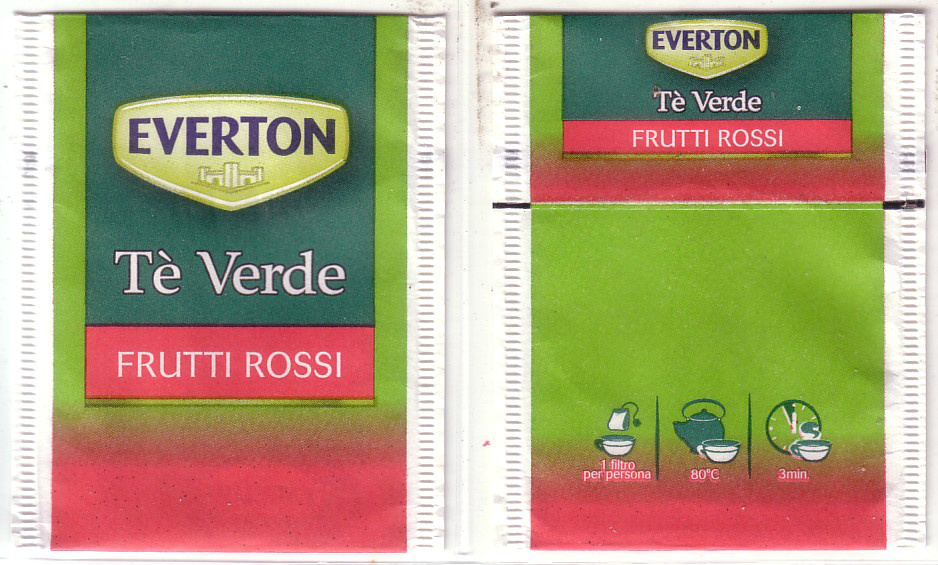 EVERTON
Tè Verde
FRUTTI ROSSI
EVERTON
Tè Verde
FRUTTI ROSSI
1 filtro
per persona
80°C
3min.